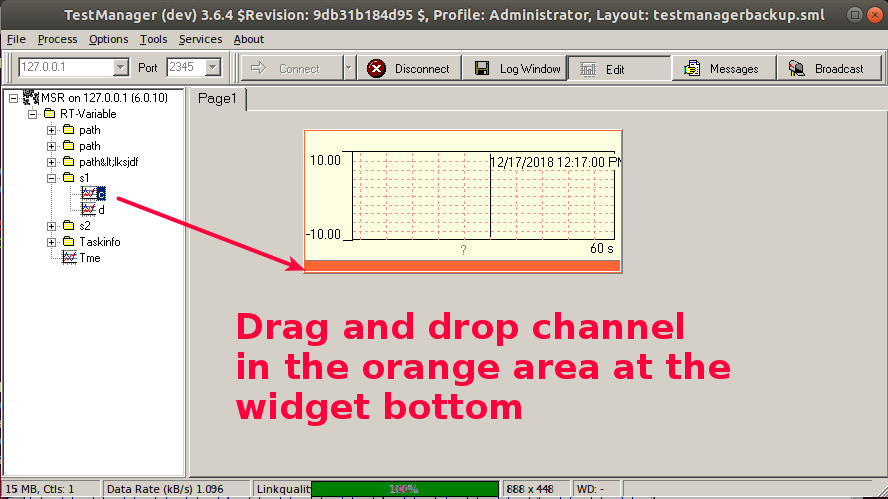 TestManager (dev) 3.6.4 $Revision: 9db31b184d95 $, Profile: Administrator, Layout: testmanagerbackup.sml
File Process Options Tools Services About
127.0.0.1 Port 2345 Connect Disconnect Log Window Edit Messages Broadcast
MSR on 127.0.0.1 (6.0.10)
RT-Variable
path
path
path&lt;lksjdf
s1
c
d
s2
Taskinfo
Tme
Page1
10.00
12/17/2018 12:17:00 PM
-10.00
?
60 s
Drag and drop channel
in the orange area at the
widget bottom
15 MB, Ctls: 1 Data Rate (kB/s) 1.096 Linkquality 100% 888 x 448 WD: -